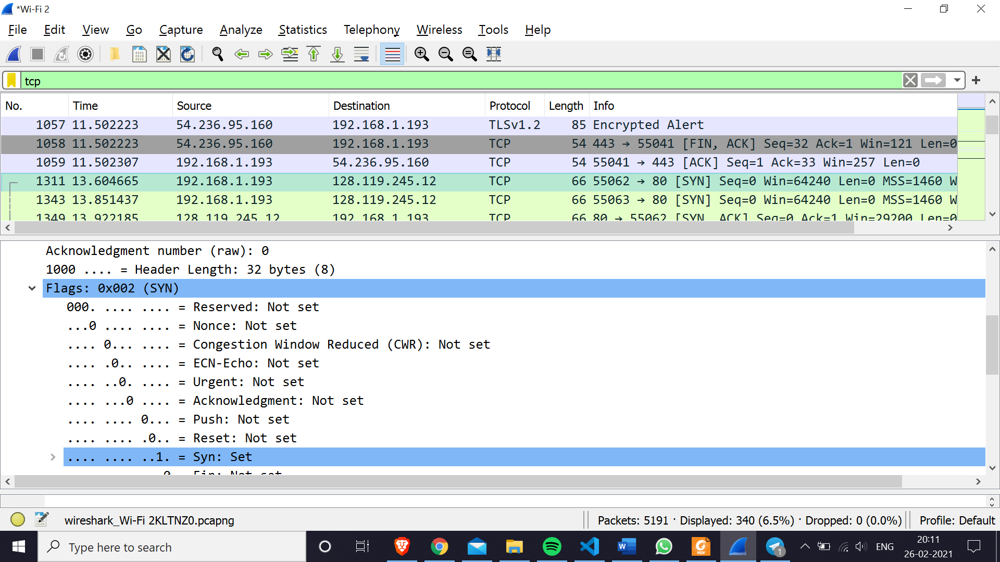 *Wi-Fi 2
File Edit View Go Capture Analyze Statistics Telephony Wireless Tools Help
tcp
No. Time Source Destination Protocol Length Info
1057 11.502223 54.236.95.160 192.168.1.193 TLSv1.2 85 Encrypted Alert
1058 11.502223 54.236.95.160 192.168.1.193 TCP 54 443 → 55041 [FIN, ACK] Seq=32 Ack=1 Win=121 Len=0
1059 11.502307 192.168.1.193 54.236.95.160 TCP 54 55041 → 443 [ACK] Seq=1 Ack=33 Win=257 Len=0
1311 13.604665 192.168.1.193 128.119.245.12 TCP 66 55062 → 80 [SYN] Seq=0 Win=64240 Len=0 MSS=1460 W
1343 13.851437 192.168.1.193 128.119.245.12 TCP 66 55063 → 80 [SYN] Seq=0 Win=64240 Len=0 MSS=1460 W
1349 13.922185 128.119.245.12 192.168.1.193 TCP 66 80 → 55062 [SYN, ACK] Seq=0 Ack=1 Win=29200 Len=0
Acknowledgment number (raw): 0
1000 .... = Header Length: 32 bytes (8)
Flags: 0x002 (SYN)
000. .... .... = Reserved: Not set
...0 .... .... = Nonce: Not set
.... 0... .... = Congestion Window Reduced (CWR): Not set
.... .0.. .... = ECN-Echo: Not set
.... ..0. .... = Urgent: Not set
.... ...0 .... = Acknowledgment: Not set
.... .... 0... = Push: Not set
.... .... .0.. = Reset: Not set
.... .... ..1. = Syn: Set
.... .... ...0 = Fin: Not set
wireshark_Wi-Fi 2KLTNZ0.pcapng
Packets: 5191 · Displayed: 340 (6.5%) · Dropped: 0 (0.0%)
Profile: Default
Type here to search
W
PDF
1
ENG
20:11
26-02-2021